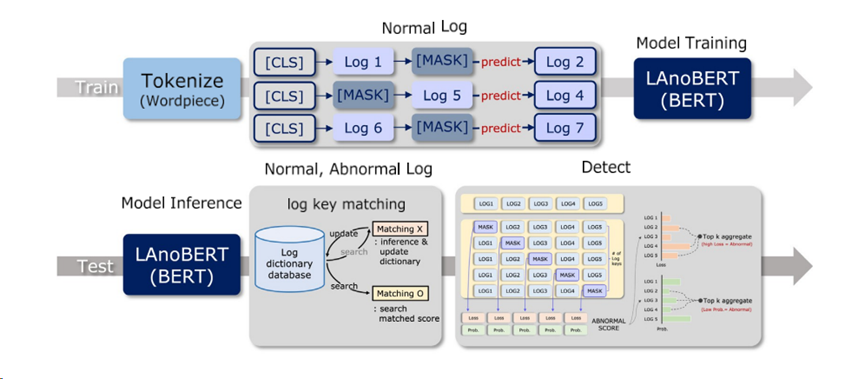 Normal Log
Model Training
Train
Tokenize
(Wordpiece)
[CLS] Log 1 [MASK] predict Log 2
[CLS] [MASK] Log 5 predict Log 4
[CLS] Log 6 [MASK] predict Log 7
LAnoBERT
(BERT)
Normal, Abnormal Log
Detect
Model Inference
Test
LAnoBERT
(BERT)
log key matching
Log
dictionary
database
update
search
search
Matching X
: inference &
update
dictionary
Matching O
: search
matched score
LOG1 LOG2 LOG3 LOG4 LOG5
MASK LOG2 LOG3 LOG4 LOG5
LOG1 MASK LOG3 LOG4 LOG5
LOG1 LOG2 MASK LOG4 LOG5
LOG1 LOG2 LOG3 MASK LOG5
LOG1 LOG2 LOG3 LOG4 MASK
# of
Log
keys
Loss Loss Loss Loss Loss
Prob. Prob. Prob. Prob. Prob.
ABNORMAL
SCORE
LOG 1
LOG 2
LOG 3
LOG 4
LOG 5
Loss
Top k aggregate
(High Loss = Abnormal)
LOG 1
LOG 2
LOG 3
LOG 4
LOG 5
Prob.
Top k aggregate
(Low Prob. = Abnormal)